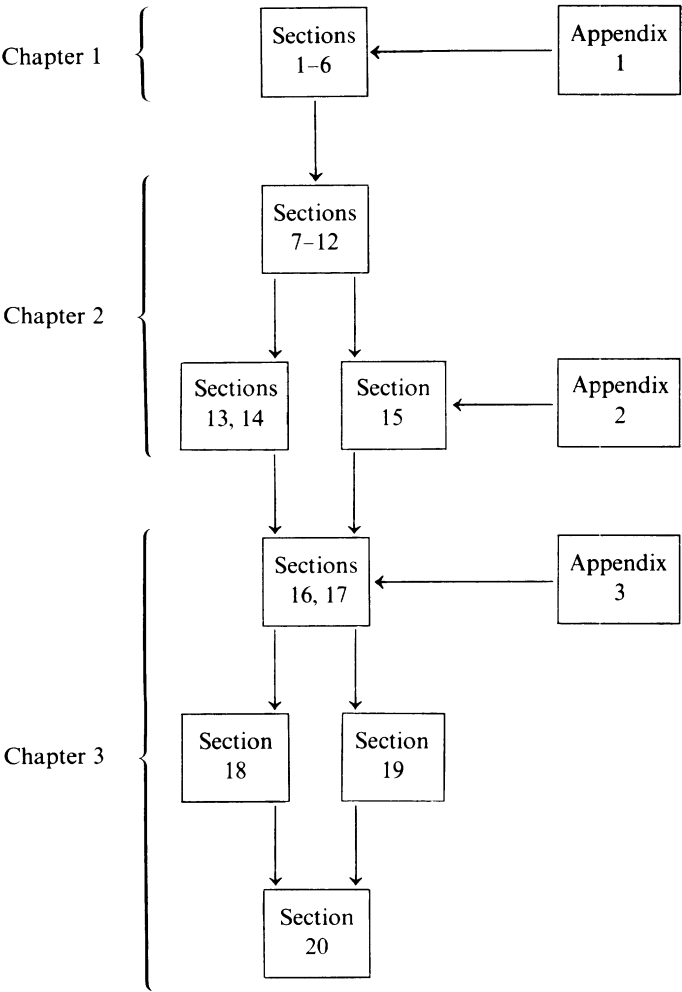 Chapter 1
Sections
1–6
Appendix
1
Sections
7–12
Chapter 2
Sections
13, 14
Section
15
Appendix
2
Sections
16, 17
Appendix
3
Chapter 3
Section
18
Section
19
Section
20